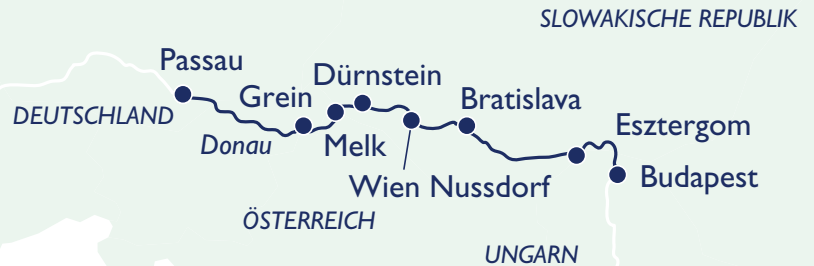 SLOWAKISCHE REPUBLIK
Passau
Dürnstein
Grein
Bratislava
DEUTSCHLAND
Esztergom
Donau
Melk
Wien Nussdorf
Budapest
ÖSTERREICH
UNGARN